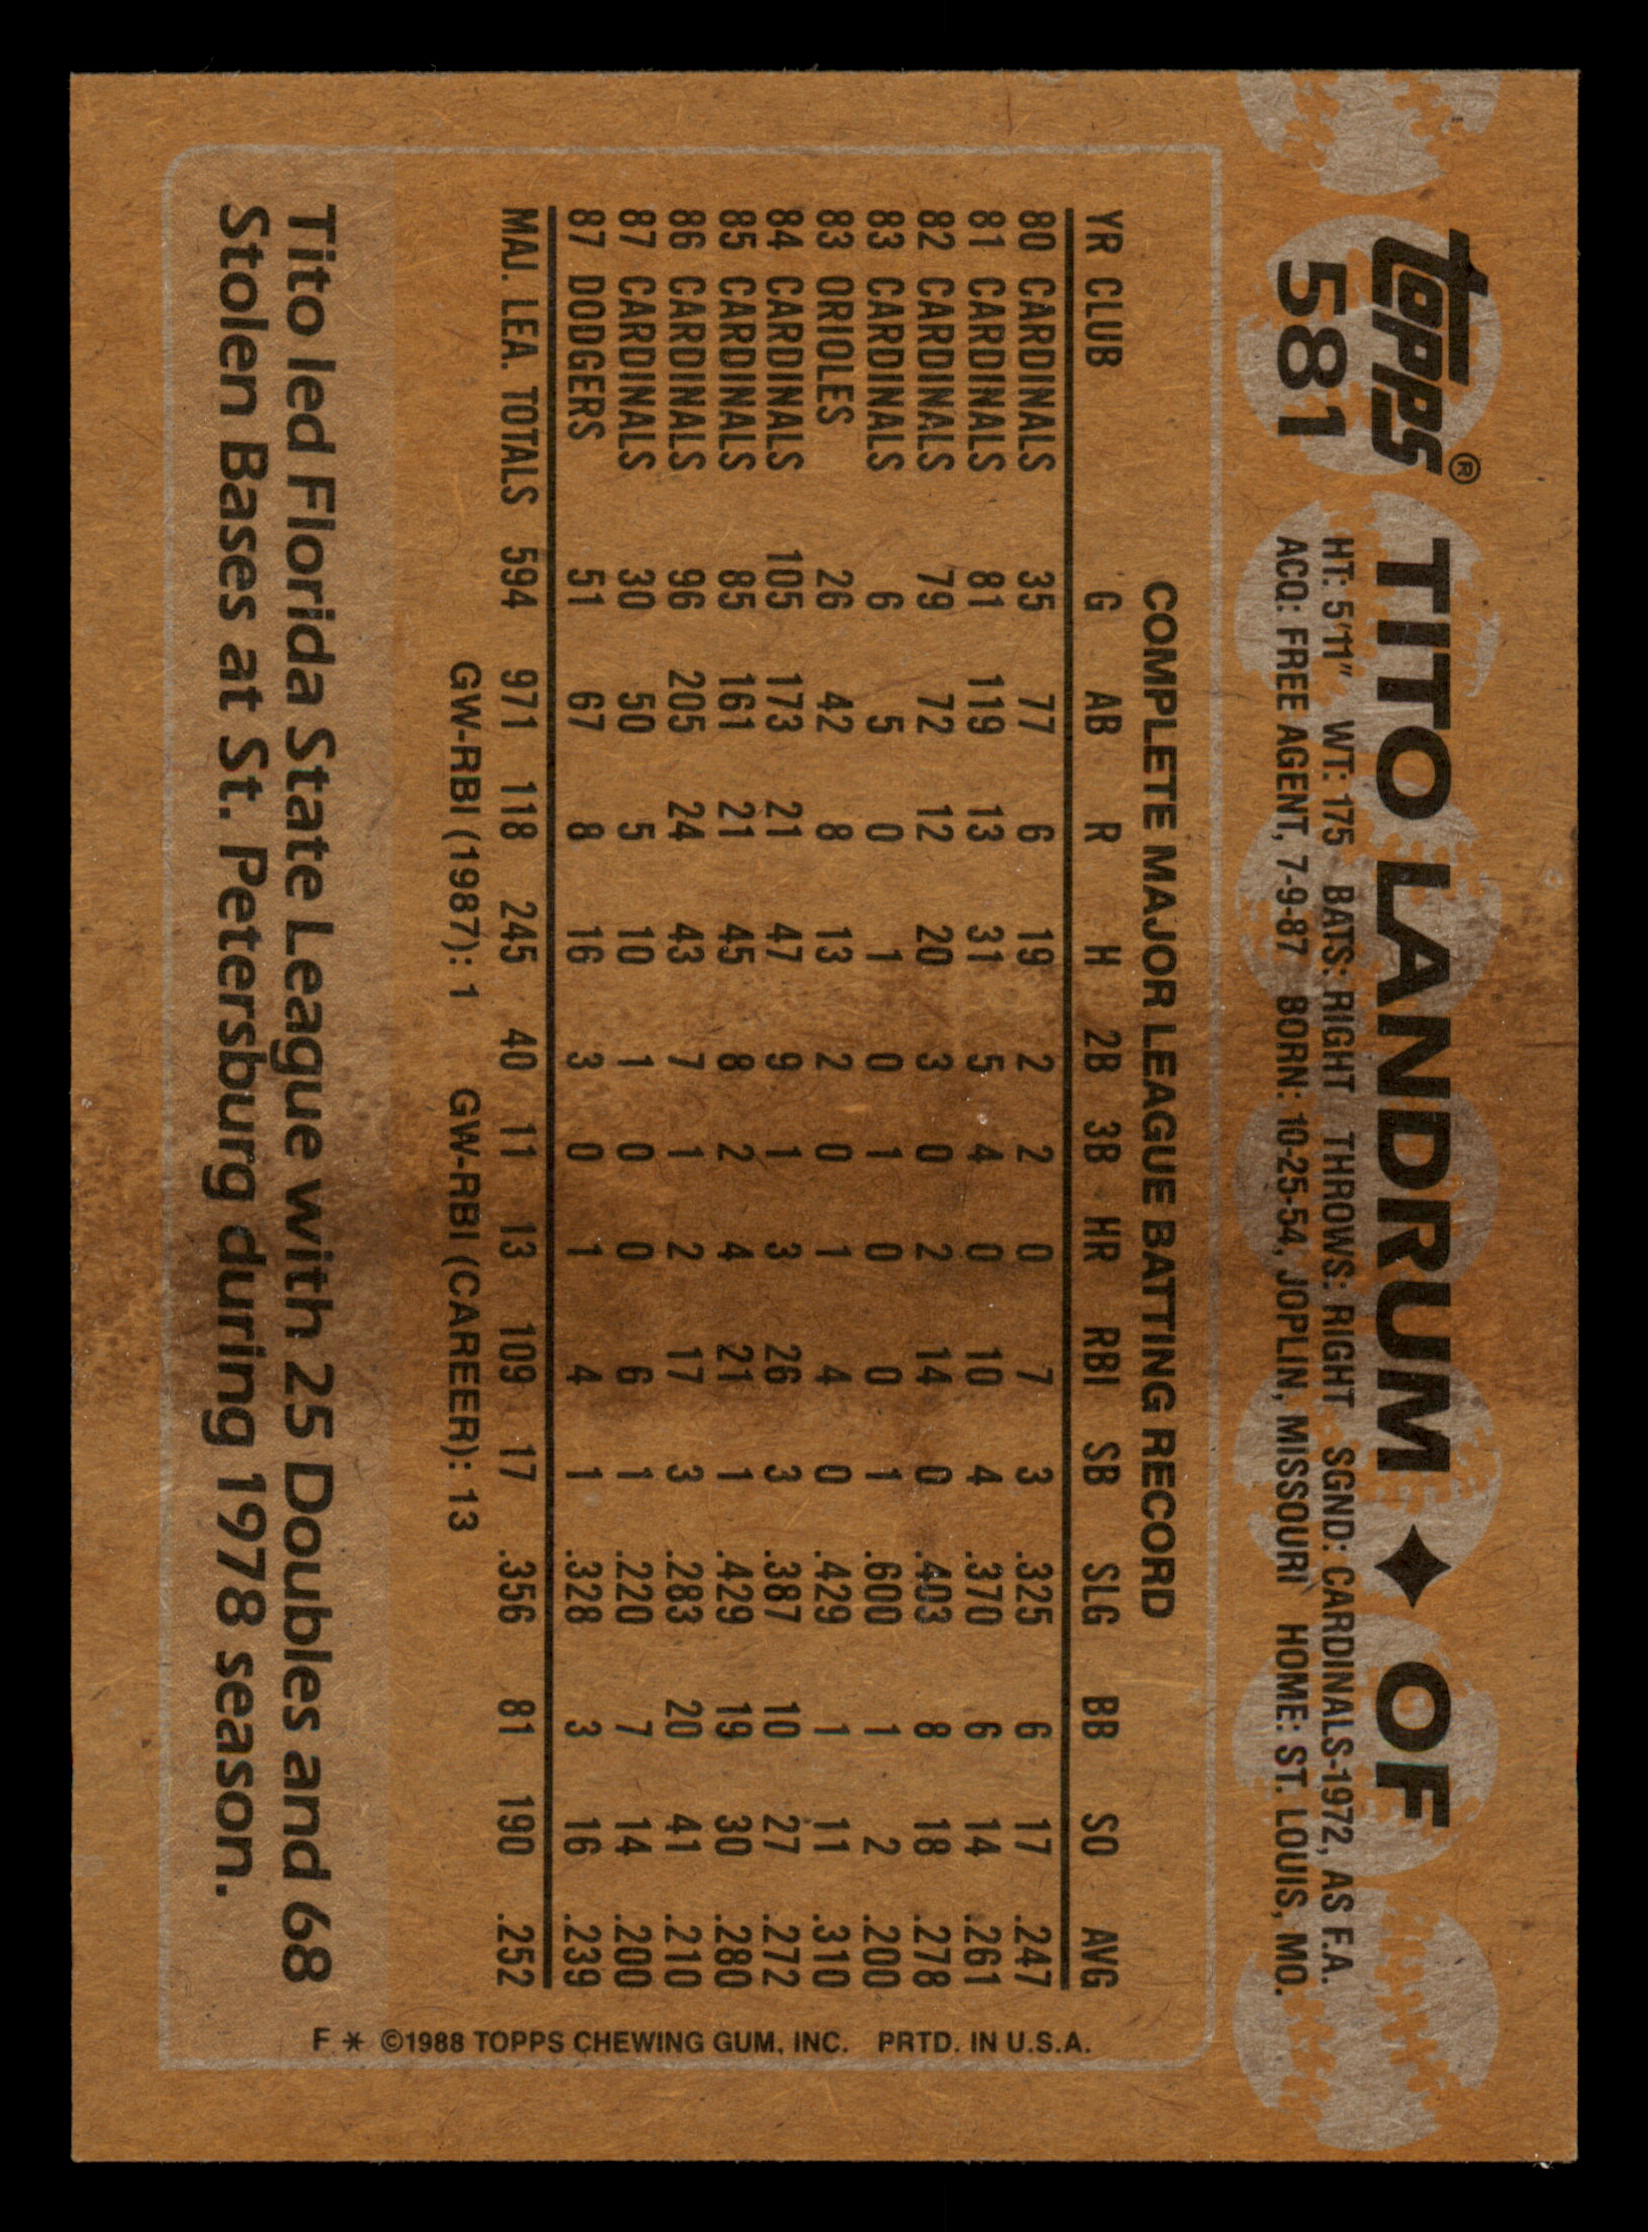 topps®
581
TITO LANDRUM ✦ OF
HT: 5'11" WT: 175 BATS: RIGHT THROWS: RIGHT SGND: CARDINALS-1972, AS F.A.
ACQ: FREE AGENT, 7-9-87 BORN: 10-25-54, JOPLIN, MISSOURI HOME: ST. LOUIS, MO.
COMPLETE MAJOR LEAGUE BATTING RECORD
YR CLUB G AB R H 2B 3B HR RBI SB SLG BB SO AVG
80 CARDINALS 35 77 6 19 2 2 0 7 3 .325 6 17 .247
81 CARDINALS 81 119 13 31 5 4 0 10 4 .370 6 14 .261
82 CARDINALS 79 72 12 20 3 0 2 14 0 .403 8 18 .278
83 CARDINALS 6 5 0 1 0 1 0 0 1 .600 1 2 .200
83 ORIOLES 26 42 8 13 2 0 1 4 0 .429 1 11 .310
84 CARDINALS 105 173 21 47 9 1 3 26 3 .387 10 27 .272
85 CARDINALS 85 161 21 45 8 2 4 21 1 .429 19 30 .280
86 CARDINALS 96 205 24 43 7 1 2 17 3 .283 20 41 .210
87 CARDINALS 30 50 5 10 1 0 0 6 1 .220 7 14 .200
87 DODGERS 51 67 8 16 3 0 1 4 1 .328 3 16 .239
MAJ. LEA. TOTALS 594 971 118 245 40 11 13 109 17 .356 81 190 .252
GW-RBI (1987): 1 GW-RBI (CAREER): 13
Tito led Florida State League with 25 Doubles and 68
Stolen Bases at St. Petersburg during 1978 season.
F * ©1988 TOPPS CHEWING GUM, INC. PRTD. IN U.S.A.